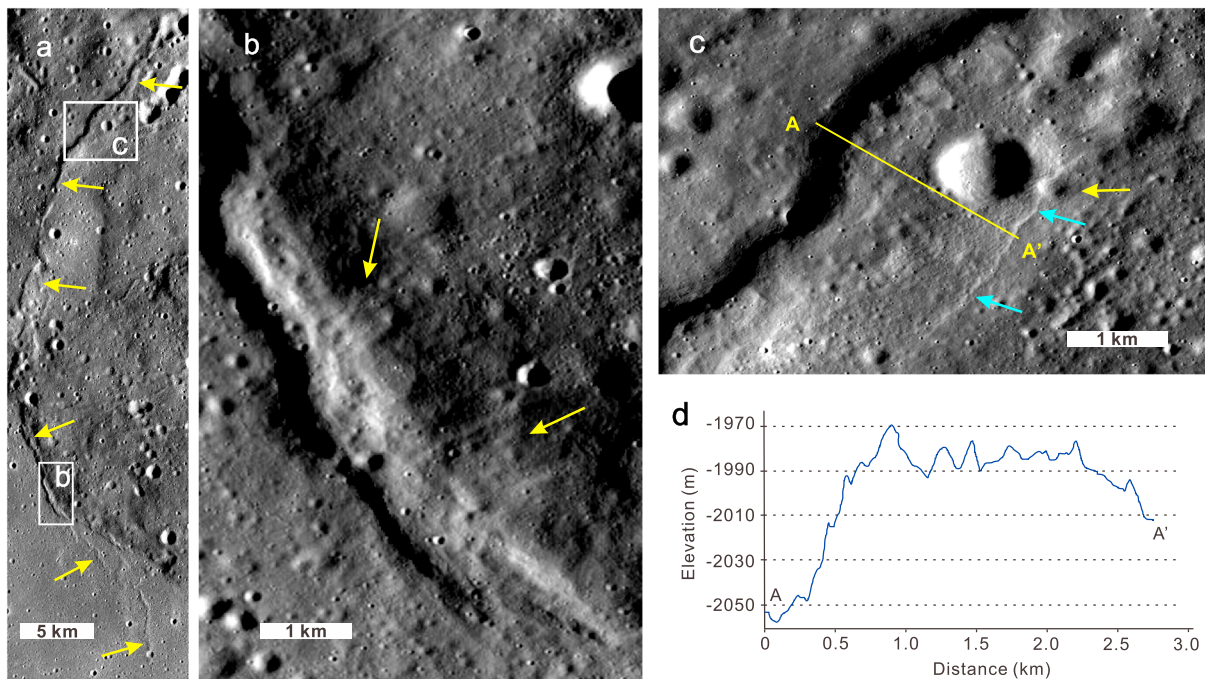 a
c
b
5 km
b
1 km
c
A
A’
1 km
d
-1970
-1990
-2010
-2030
-2050
Elevation (m)
A
A’
0
0.5
1.0
1.5
2.0
2.5
3.0
Distance (km)